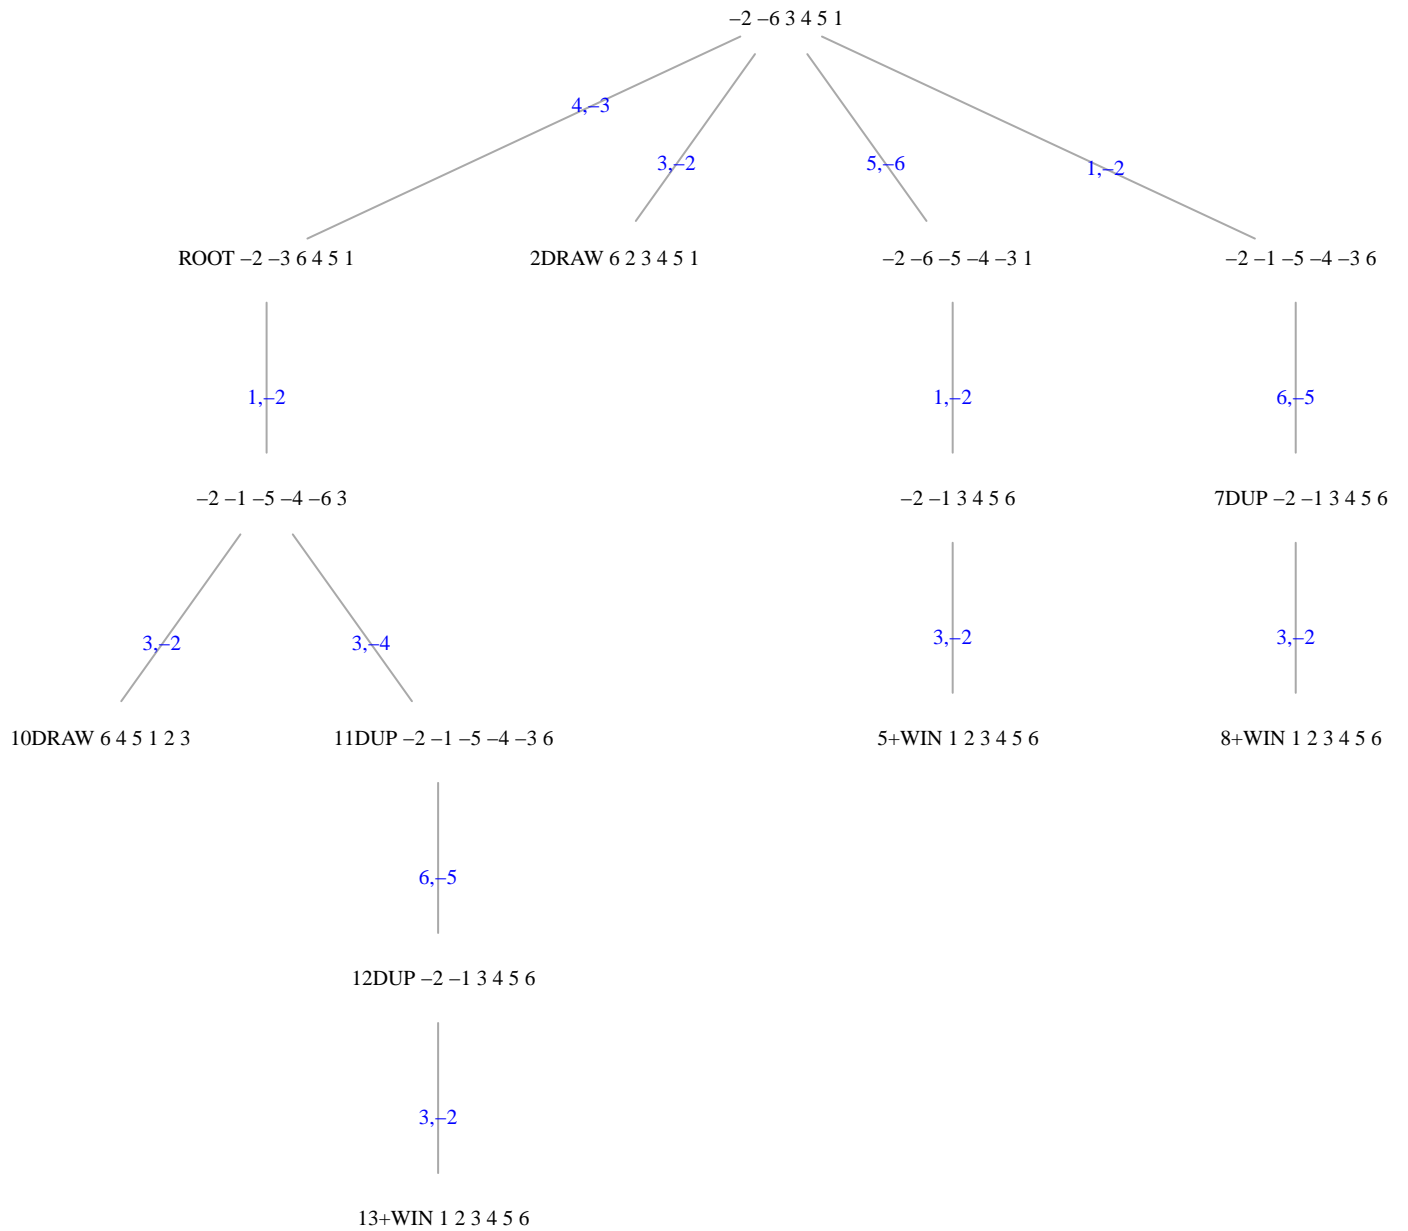 –2 –6 3 4 5 1
4,–3
3,–2
5,–6
1,–2
ROOT –2 –3 6 4 5 1
2DRAW 6 2 3 4 5 1
–2 –6 –5 –4 –3 1
–2 –1 –5 –4 –3 6
1,–2
1,–2
6,–5
–2 –1 –5 –4 –6 3
–2 –1 3 4 5 6
7DUP –2 –1 3 4 5 6
3,–2
3,–4
3,–2
3,–2
10DRAW 6 4 5 1 2 3
11DUP –2 –1 –5 –4 –3 6
5+WIN 1 2 3 4 5 6
8+WIN 1 2 3 4 5 6
6,–5
12DUP –2 –1 3 4 5 6
3,–2
13+WIN 1 2 3 4 5 6